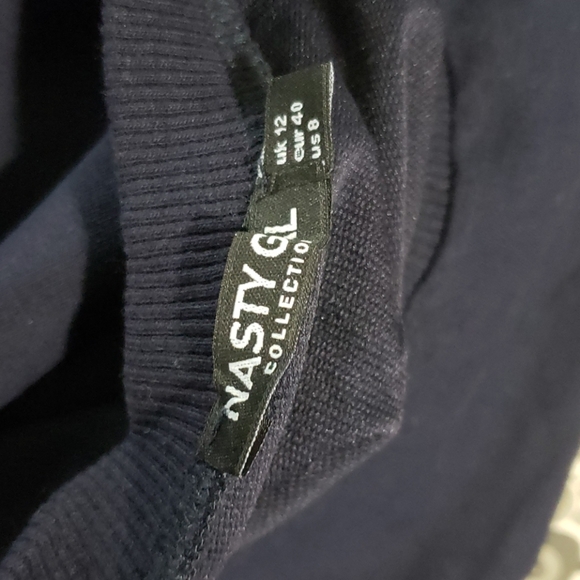 NASTY GL
COLLECTIO
uk 12
eur 40
us 8